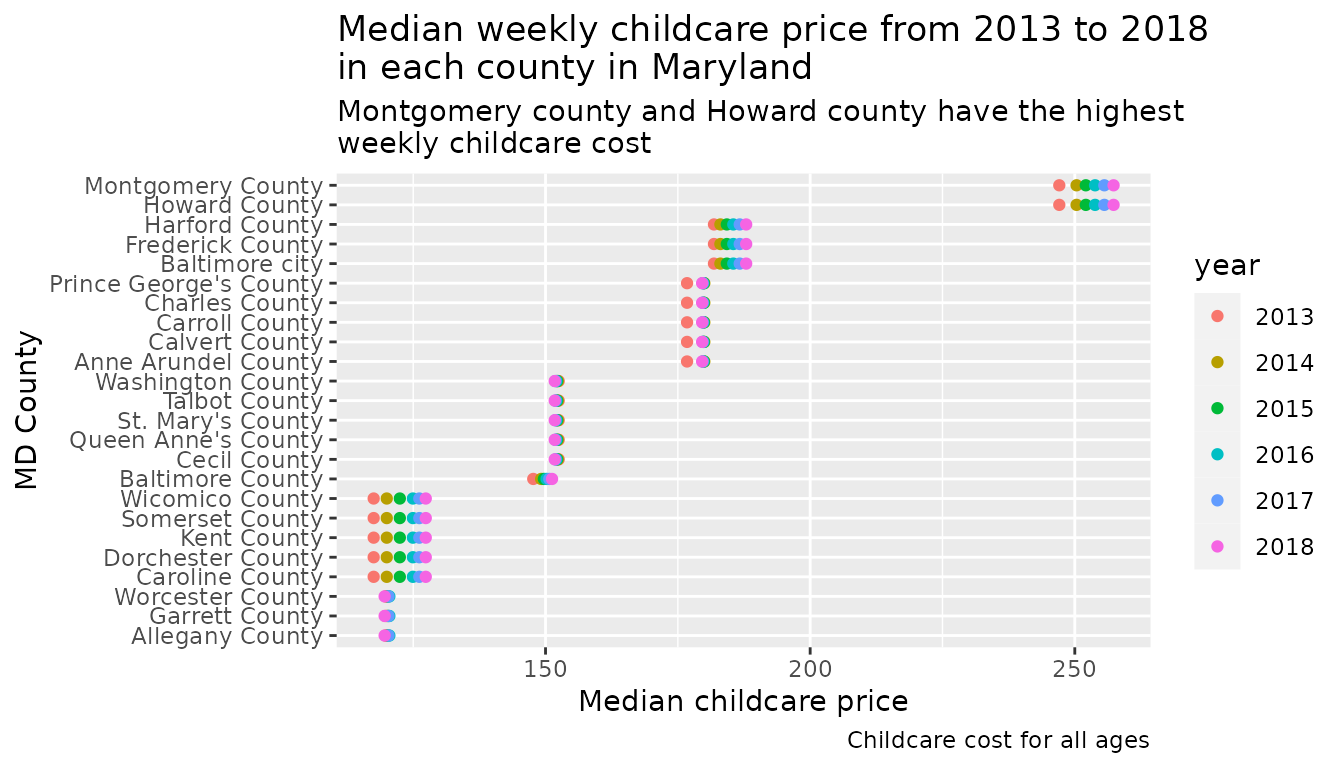 Median weekly childcare price from 2013 to 2018
in each county in Maryland
Montgomery county and Howard county have the highest
weekly childcare cost
MD County
Montgomery County
Howard County
Harford County
Frederick County
Baltimore city
Prince George's County
Charles County
Carroll County
Calvert County
Anne Arundel County
Washington County
Talbot County
St. Mary's County
Queen Anne's County
Cecil County
Baltimore County
Wicomico County
Somerset County
Kent County
Dorchester County
Caroline County
Worcester County
Garrett County
Allegany County
150 200 250
Median childcare price
Childcare cost for all ages
year
2013
2014
2015
2016
2017
2018